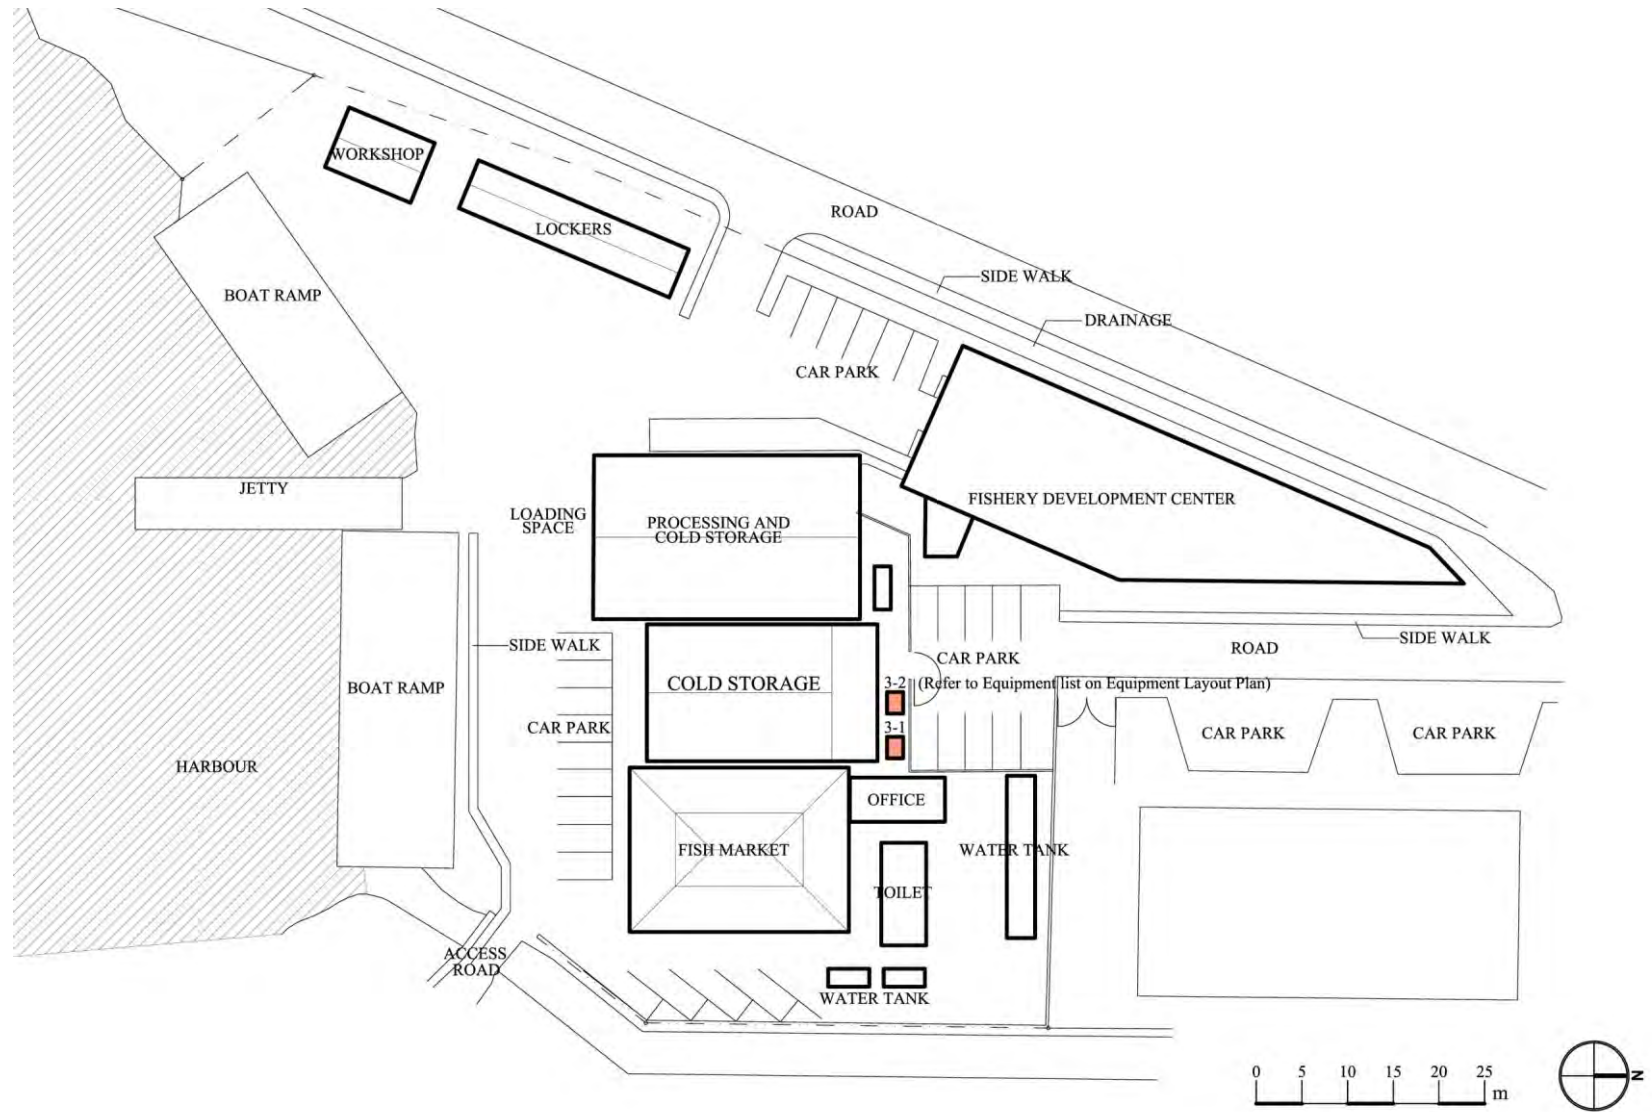 WORKSHOP
LOCKERS
ROAD
SIDE WALK
BOAT RAMP
DRAINAGE
CAR PARK
JETTY
FISHERY DEVELOPMENT CENTER
LOADING
SPACE
PROCESSING AND
COLD STORAGE
SIDE WALK
SIDE WALK
ROAD
CAR PARK
BOAT RAMP
COLD STORAGE
3-2 (Refer to Equipment list on Equipment Layout Plan)
CAR PARK
3-1
CAR PARK
CAR PARK
HARBOUR
OFFICE
FISH MARKET
WATER TANK
TOILET
ACCESS
ROAD
WATER TANK
0 5 10 15 20 25
m
N